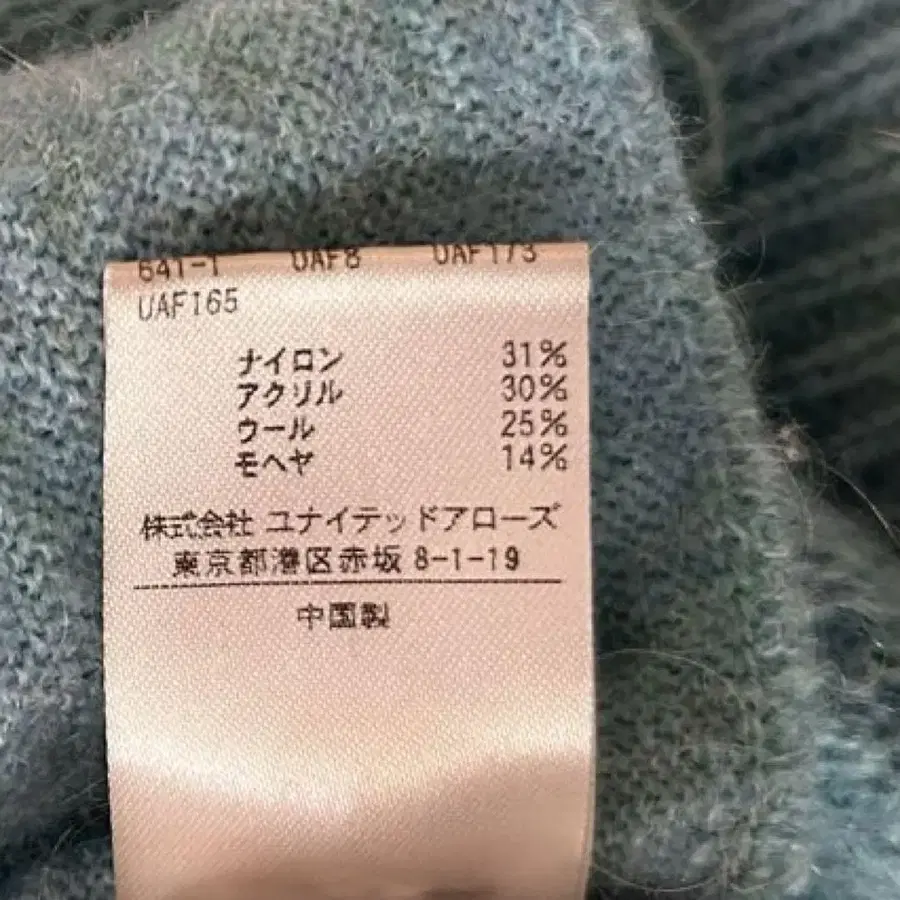 641-1 UAF8 UAF173
UAF165
ナイロン 31%
アクリル 30%
ウール 25%
モヘヤ 14%
株式会社 ユナイテッドアローズ
東京都港区赤坂 8-1-19
中国製